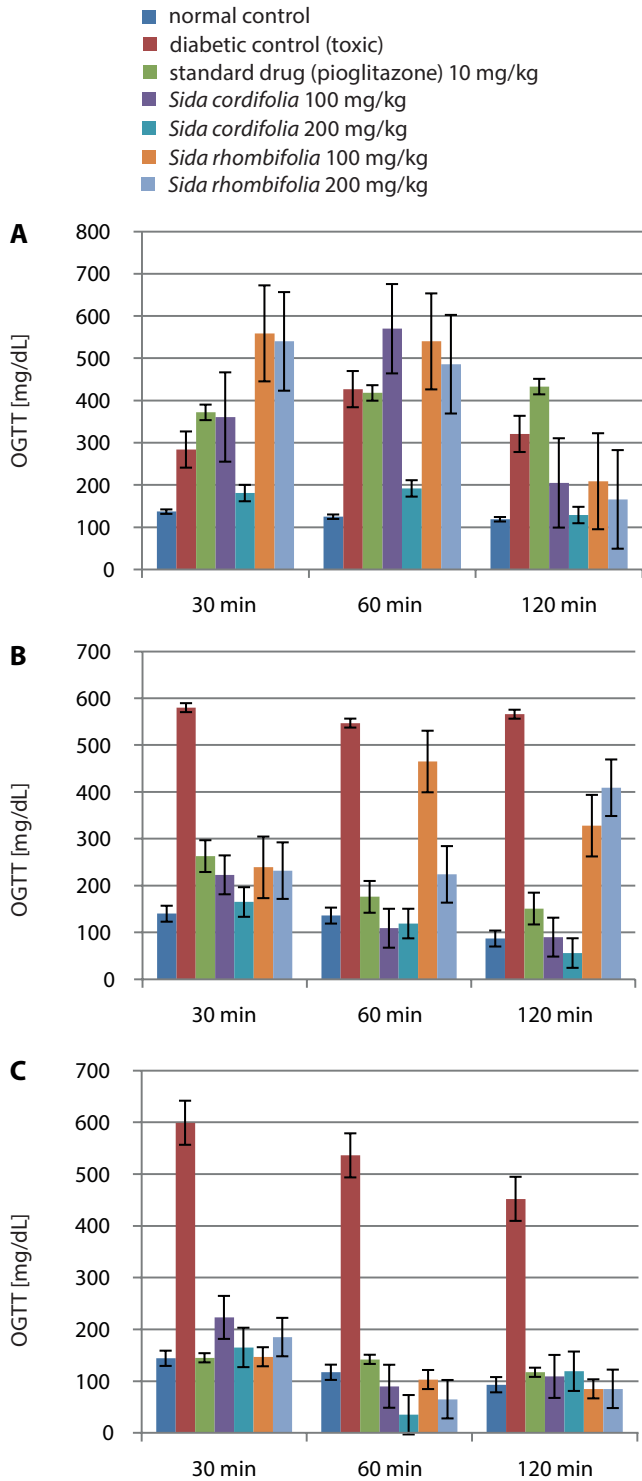 normal control
diabetic control (toxic)
standard drug (pioglitazone) 10 mg/kg
Sida cordifolia 100 mg/kg
Sida cordifolia 200 mg/kg
Sida rhombifolia 100 mg/kg
Sida rhombifolia 200 mg/kg
A
OGTT [mg/dL]
800
700
600
500
400
300
200
100
0
30 min 60 min 120 min
B
OGTT [mg/dL]
700
600
500
400
300
200
100
0
30 min 60 min 120 min
C
OGTT [mg/dL]
700
600
500
400
300
200
100
0
30 min 60 min 120 min